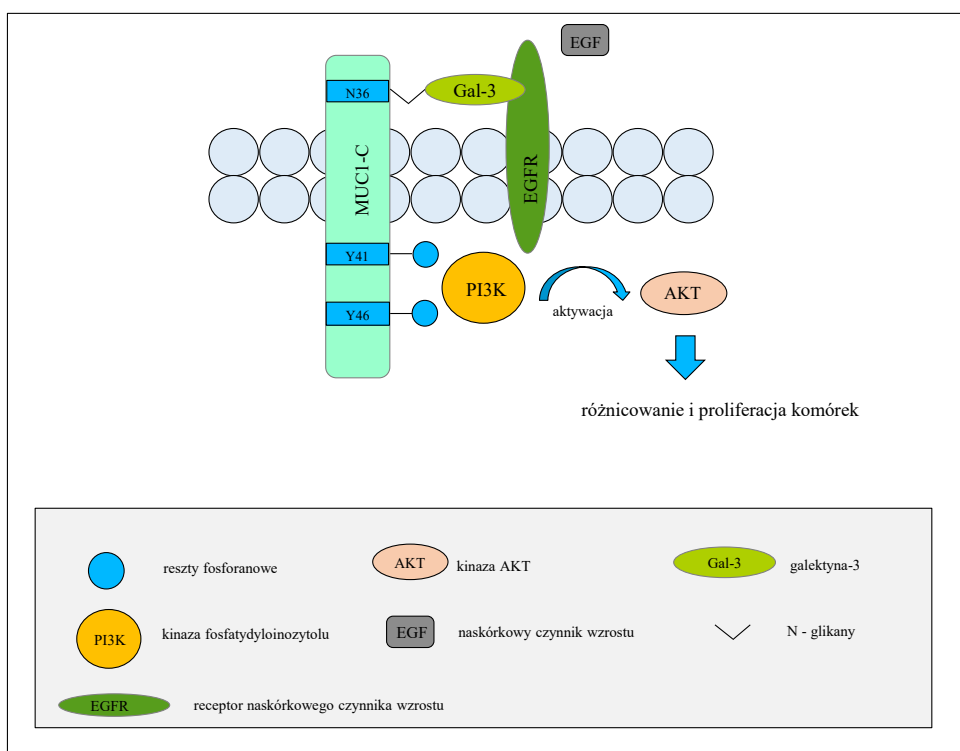 EGF
N36
Gal-3
MUC1-C
EGFR
Y41
PI3K
AKT
aktywacja
Y46
różnicowanie i proliferacja komórek
reszty fosforanowe
AKT
kinaza AKT
Gal-3
galektyna-3
PI3K
kinaza fosfatydyloinozytolu
EGF
naskórkowy czynnik wzrostu
N - glikany
EGFR
receptor naskórkowego czynnika wzrostu